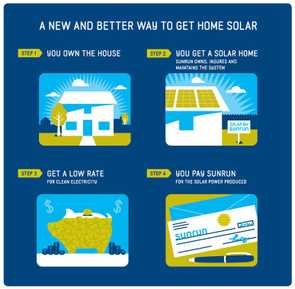 A NEW AND BETTER WAY TO GET HOME SOLAR
STEP 1
YOU OWN THE HOUSE
STEP 2
YOU GET A SOLAR HOME
SUNRUN OWNS, INSURES AND
MAINTAINS THE SYSTEM
sunrun
STEP 3
GET A LOW RATE
FOR CLEAN ELECTRICITY
STEP 4
YOU PAY SUNRUN
FOR THE SOLAR POWER PRODUCED
$ $
sunrun